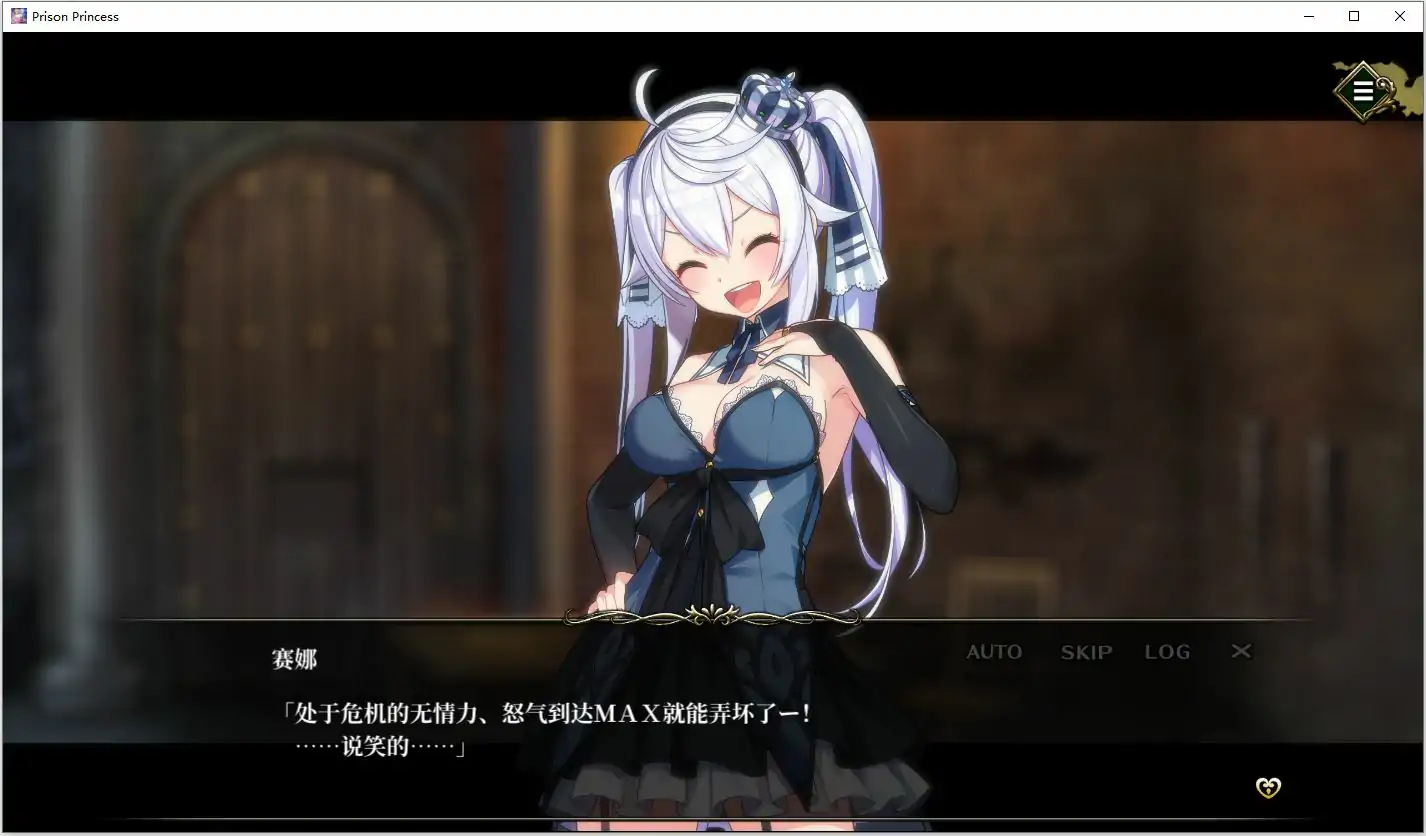 Prison Princess
赛娜
AUTO SKIP LOG
「处于危机的无情力、怒气到达MAX就能弄坏了ー!
……说笑的……」